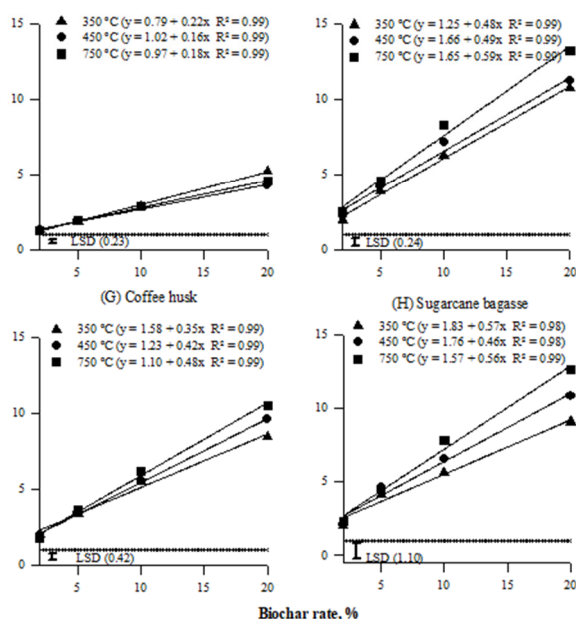 ▲ 350 °C (y = 0.79 + 0.22x R² = 0.99)
● 450 °C (y = 1.02 + 0.16x R² = 0.99)
■ 750 °C (y = 0.97 + 0.18x R² = 0.99)
15
10
5
0
LSD (0.23)
5 10 15 20
▲ 350 °C (y = 1.25 + 0.48x R² = 0.99)
● 450 °C (y = 1.66 + 0.49x R² = 0.99)
■ 750 °C (y = 1.65 + 0.59x R² = 0.99)
15
10
5
0
LSD (0.24)
5 10 15 20
(G) Coffee husk
▲ 350 °C (y = 1.58 + 0.35x R² = 0.99)
● 450 °C (y = 1.23 + 0.42x R² = 0.99)
■ 750 °C (y = 1.10 + 0.48x R² = 0.99)
15
10
5
0
LSD (0.42)
5 10 15 20
(H) Sugarcane bagasse
▲ 350 °C (y = 1.83 + 0.57x R² = 0.98)
● 450 °C (y = 1.76 + 0.46x R² = 0.98)
■ 750 °C (y = 1.57 + 0.56x R² = 0.99)
15
10
5
0
LSD (1.10)
5 10 15 20
Biochar rate, %